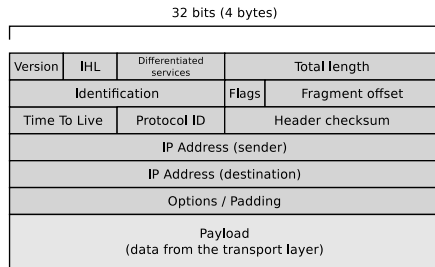 32 bits (4 bytes)
Version IHL Differentiated services Total length
Identification Flags Fragment offset
Time To Live Protocol ID Header checksum
IP Address (sender)
IP Address (destination)
Options / Padding
Payload
(data from the transport layer)